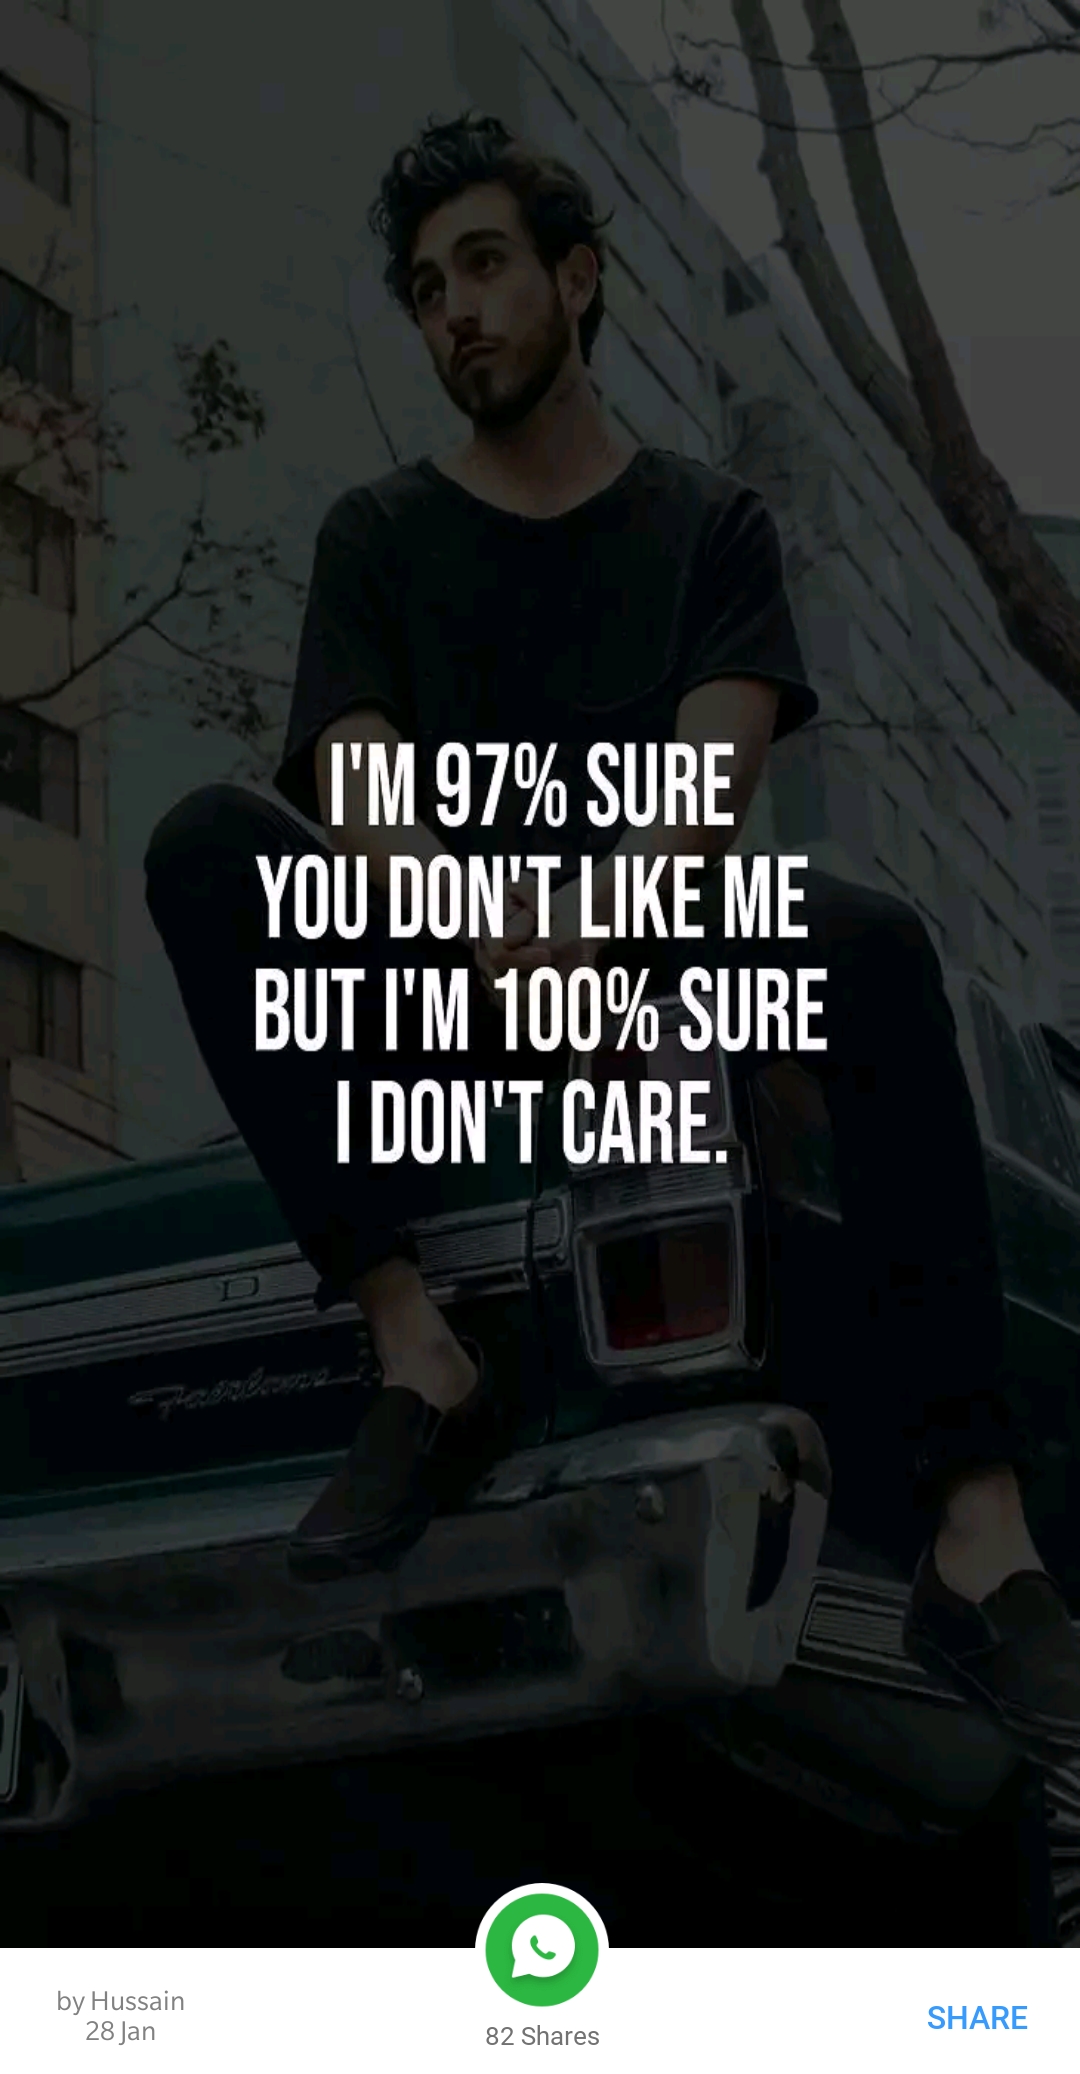 I'M 97% SURE
YOU DON'T LIKE ME
BUT I'M 100% SURE
I DON'T CARE.
D
Fairlane
by Hussain
28 Jan
82 Shares
SHARE